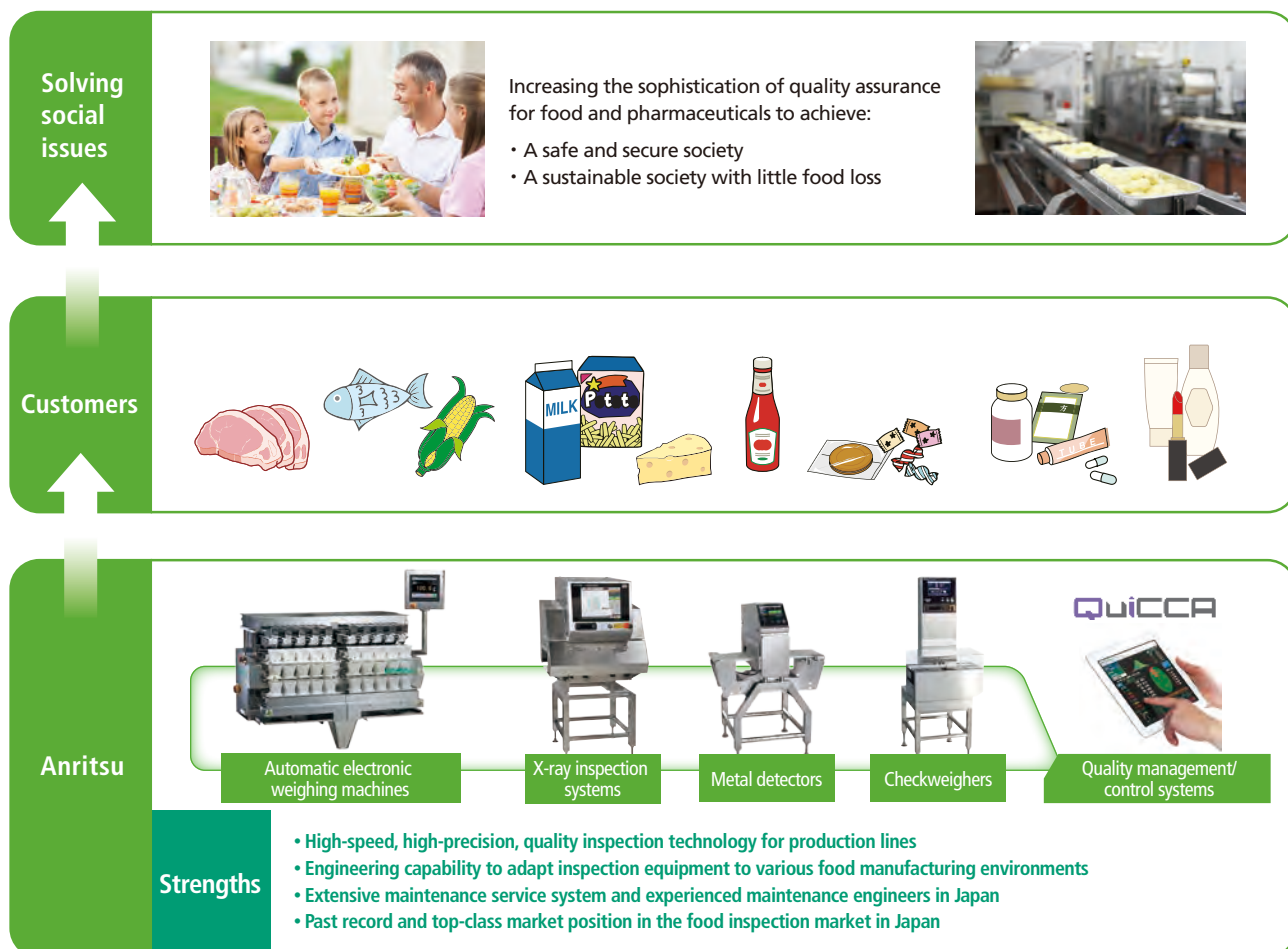 Solving
social
issues
Increasing the sophistication of quality assurance
for food and pharmaceuticals to achieve:
・A safe and secure society
・A sustainable society with little food loss
Customers
MILK
Ptt
方
TUBE
Anritsu
QuiCCA
Automatic electronic
weighing machines
X-ray inspection
systems
Metal detectors
Checkweighers
Quality management/
control systems
Strengths
• High-speed, high-precision, quality inspection technology for production lines
• Engineering capability to adapt inspection equipment to various food manufacturing environments
• Extensive maintenance service system and experienced maintenance engineers in Japan
• Past record and top-class market position in the food inspection market in Japan